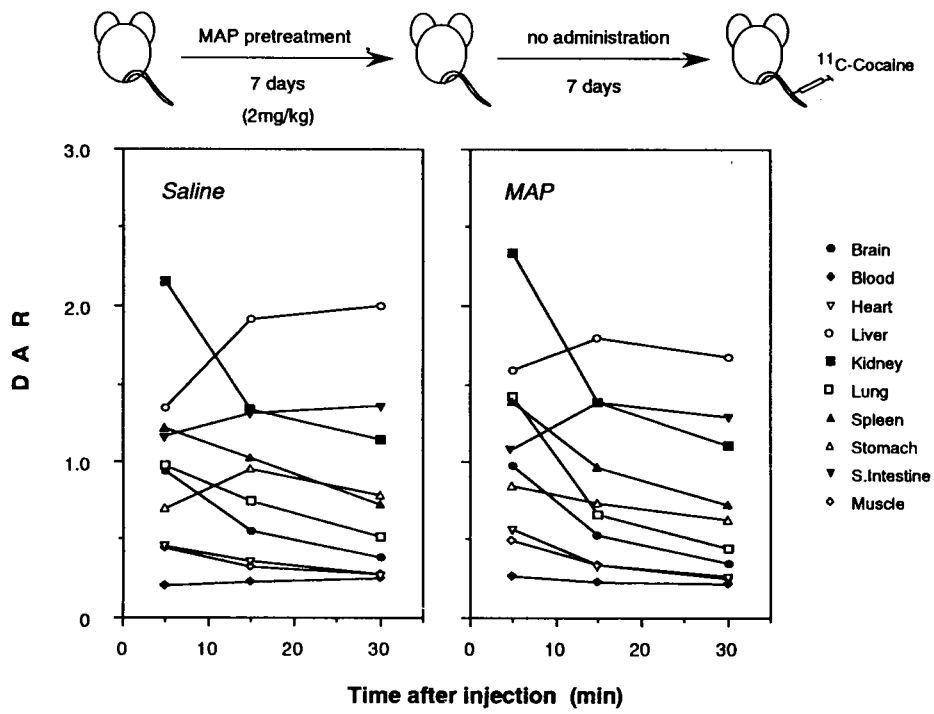 MAP pretreatment
7 days
(2mg/kg)
no administration
7 days
11C-Cocaine
3.0
2.0
1.0
0
D A R
Saline
MAP
0 10 20 30
0 10 20 30
Time after injection (min)
Brain
Blood
Heart
Liver
Kidney
Lung
Spleen
Stomach
S.Intestine
Muscle